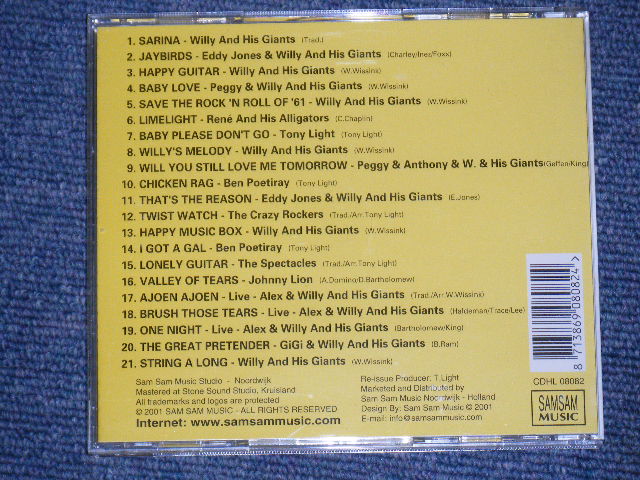 1. SARINA - Willy And His Giants (Trad.)
2. JAYBIRDS - Eddy Jones & Willy And His Giants (Charley/Inez/Foxx)
3. HAPPY GUITAR - Willy And His Giants (W.Wissink)
4. BABY LOVE - Peggy & Willy And His Giants (W.Wissink)
5. SAVE THE ROCK 'N ROLL OF '61 - Willy And His Giants (W.Wissink)
6. LIMELIGHT - René And His Alligators (C.Chaplin)
7. BABY PLEASE DON'T GO - Tony Light (Tony Light)
8. WILLY'S MELODY - Willy And His Giants (W.Wissink)
9. WILL YOU STILL LOVE ME TOMORROW - Peggy & Anthony & W. & His Giants (Geffen/King)
10. CHICKEN RAG - Ben Poetiray (Tony Light)
11. THAT'S THE REASON - Eddy Jones & Willy And His Giants (E.Jones)
12. TWIST WATCH - The Crazy Rockers (Trad./Arr.Tony Light)
13. HAPPY MUSIC BOX - Willy And His Giants (W.Wissink)
14. I GOT A GAL - Ben Poetiray (Tony Light)
15. LONELY GUITAR - The Spectacles (Trad./Arr.Tony Light)
16. VALLEY OF TEARS - Johnny Lion (A.Domino/D.Bartholomew)
17. AJOEN AJOEN - Live - Alex & Willy And His Giants (Trad./Arr.W.Wissink)
18. BRUSH THOSE TEARS - Live - Alex & Willy And His Giants (Haldeman/Trace/Lee)
19. ONE NIGHT - Live - Alex & Willy And His Giants (Bartholomew/King)
20. THE GREAT PRETENDER - GiGi & Willy And His Giants (B.Ram)
21. STRING A LONG - Willy And His Giants (W.Wissink)
Sam Sam Music Studio - Noordwijk
Mastered at Stone Sound Studio, Kruisland
All trademarks and logos are protected
© 2001 SAM SAM MUSIC - ALL RIGHTS RESERVED
Internet: www.samsammusic.com
Re-issue Producer: T.Light
Marketed and Distributed by
Sam Sam Music Noordwijk - Holland
Design By: Sam Sam Music © 2001
E-mail: info@samsammusic.com
8 713869 080824 >
CDHL 08082
SAMSAM
MUSIC